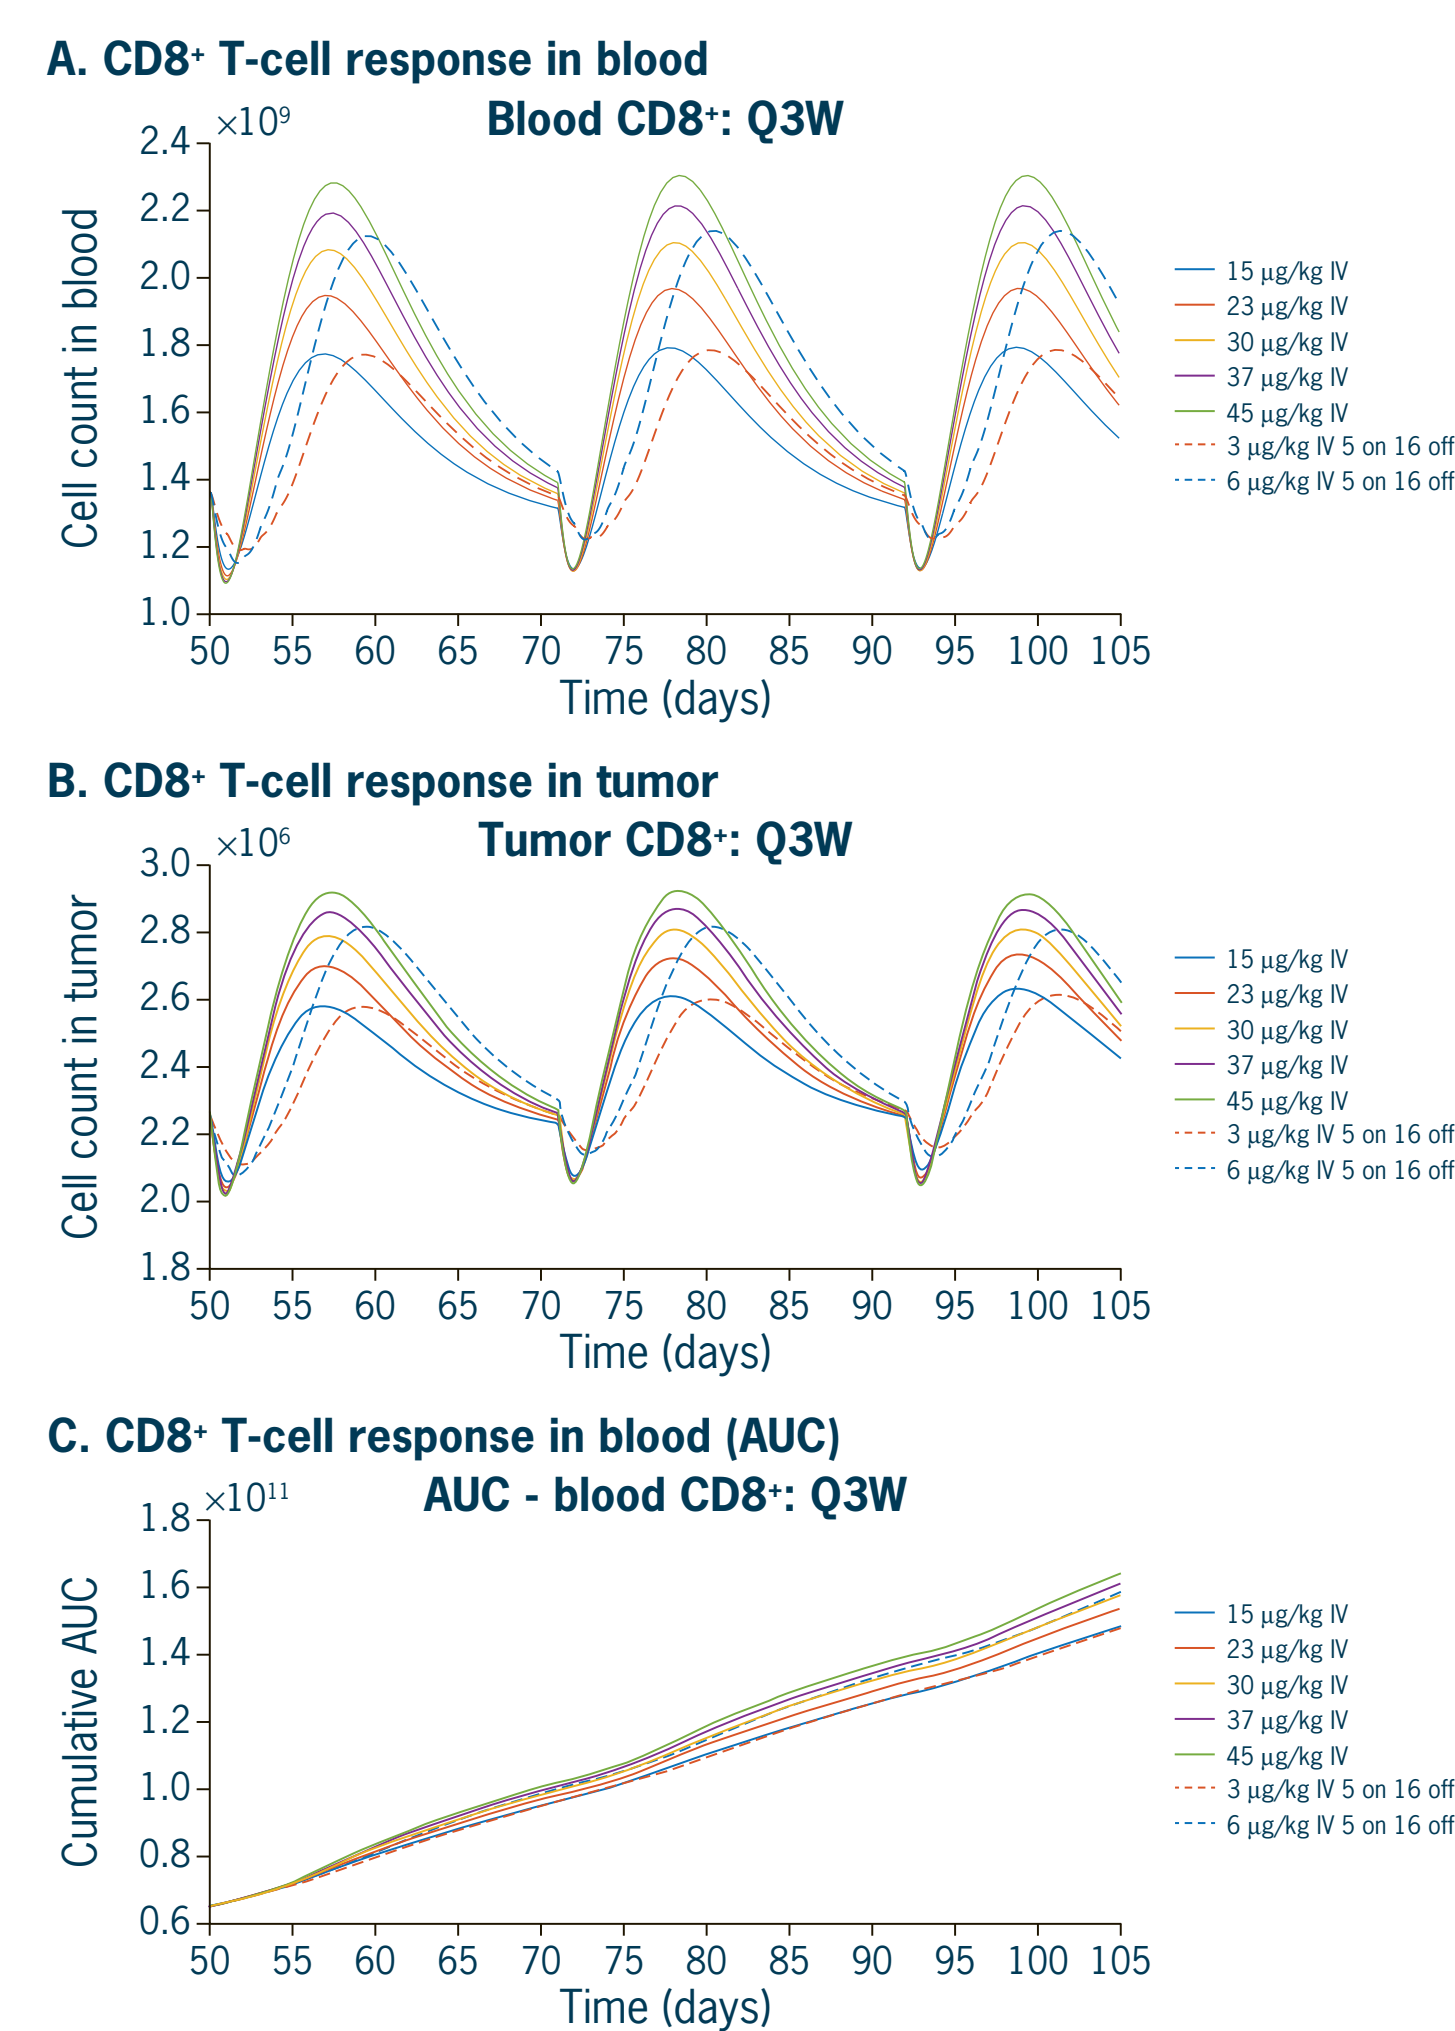 A. CD8+ T-cell response in blood
Blood CD8+: Q3W
×10⁹
Cell count in blood
2.4
2.2
2.0
1.8
1.6
1.4
1.2
1.0
50 55 60 65 70 75 80 85 90 95 100 105
Time (days)
15 µg/kg IV
23 µg/kg IV
30 µg/kg IV
37 µg/kg IV
45 µg/kg IV
3 µg/kg IV 5 on 16 off
6 µg/kg IV 5 on 16 off
B. CD8+ T-cell response in tumor
Tumor CD8+: Q3W
×10⁶
Cell count in tumor
3.0
2.8
2.6
2.4
2.2
2.0
1.8
50 55 60 65 70 75 80 85 90 95 100 105
Time (days)
15 µg/kg IV
23 µg/kg IV
30 µg/kg IV
37 µg/kg IV
45 µg/kg IV
3 µg/kg IV 5 on 16 off
6 µg/kg IV 5 on 16 off
C. CD8+ T-cell response in blood (AUC)
AUC - blood CD8+: Q3W
×10¹¹
Cumulative AUC
1.8
1.6
1.4
1.2
1.0
0.8
0.6
50 55 60 65 70 75 80 85 90 95 100 105
Time (days)
15 µg/kg IV
23 µg/kg IV
30 µg/kg IV
37 µg/kg IV
45 µg/kg IV
3 µg/kg IV 5 on 16 off
6 µg/kg IV 5 on 16 off